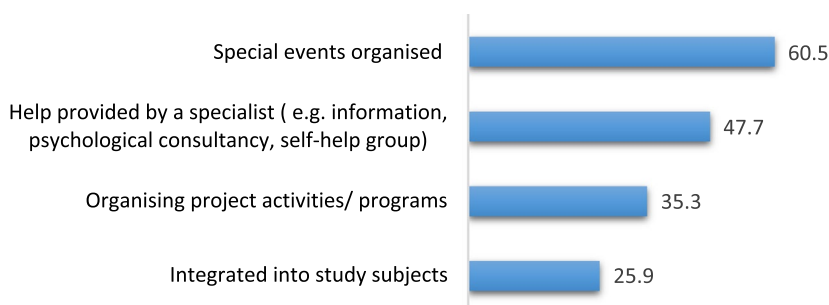 Special events organised
60.5
Help provided by a specialist ( e.g. information,
psychological consultancy, self-help group)
47.7
Organising project activities/ programs
35.3
Integrated into study subjects
25.9